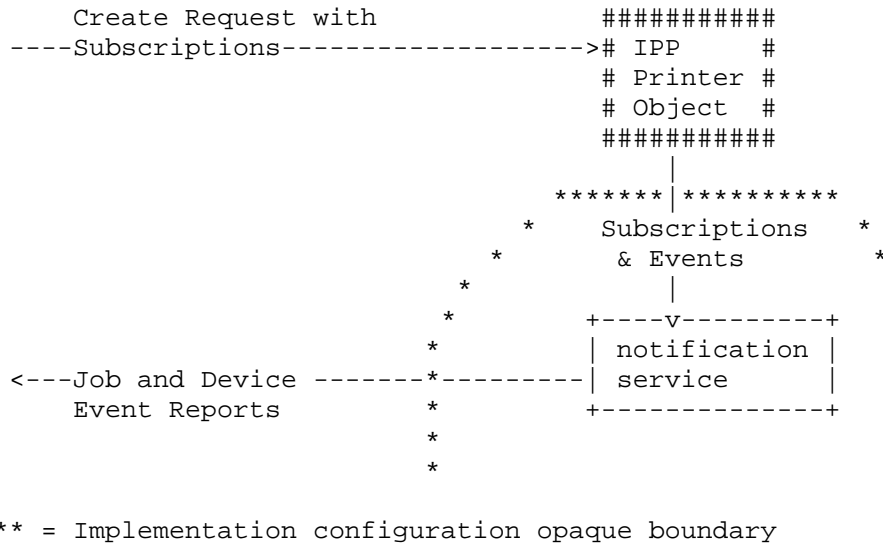 Create Request with              ###########
----Subscriptions-------------------># IPP     #
                                     # Printer #
                                     # Object  #
                                     ###########
                                         |
                                  *******|**********
                                *    Subscriptions   *
                              *       & Events        *
                            *            |
                           *        +----v---------+
                          *         | notification |
<---Job and Device -------*---------| service      |
    Event Reports         *         +--------------+
                          *
                          *
** = Implementation configuration opaque boundary